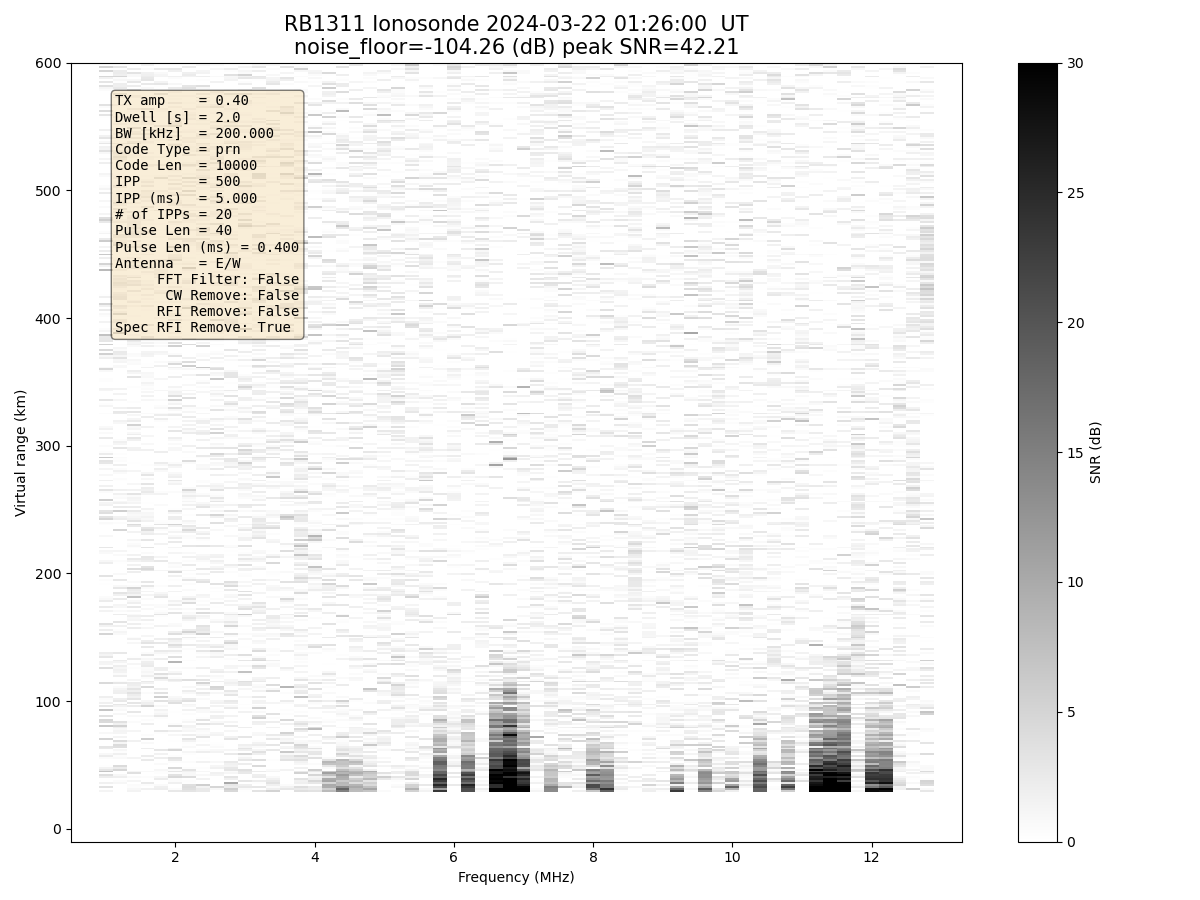 RB1311 Ionosonde 2024-03-22 01:26:00  UT
noise_floor=-104.26 (dB) peak SNR=42.21
600
500
400
300
200
100
0
Virtual range (km)
TX amp    = 0.40
Dwell [s] = 2.0
BW [kHz]  = 200.000
Code Type = prn
Code Len  = 10000
IPP       = 500
IPP (ms)  = 5.000
# of IPPs = 20
Pulse Len = 40
Pulse Len (ms) = 0.400
Antenna   = E/W
FFT Filter: False
CW Remove: False
RFI Remove: False
Spec RFI Remove: True
2 4 6 8 10 12
Frequency (MHz)
30
25
20
15
10
5
0
SNR (dB)